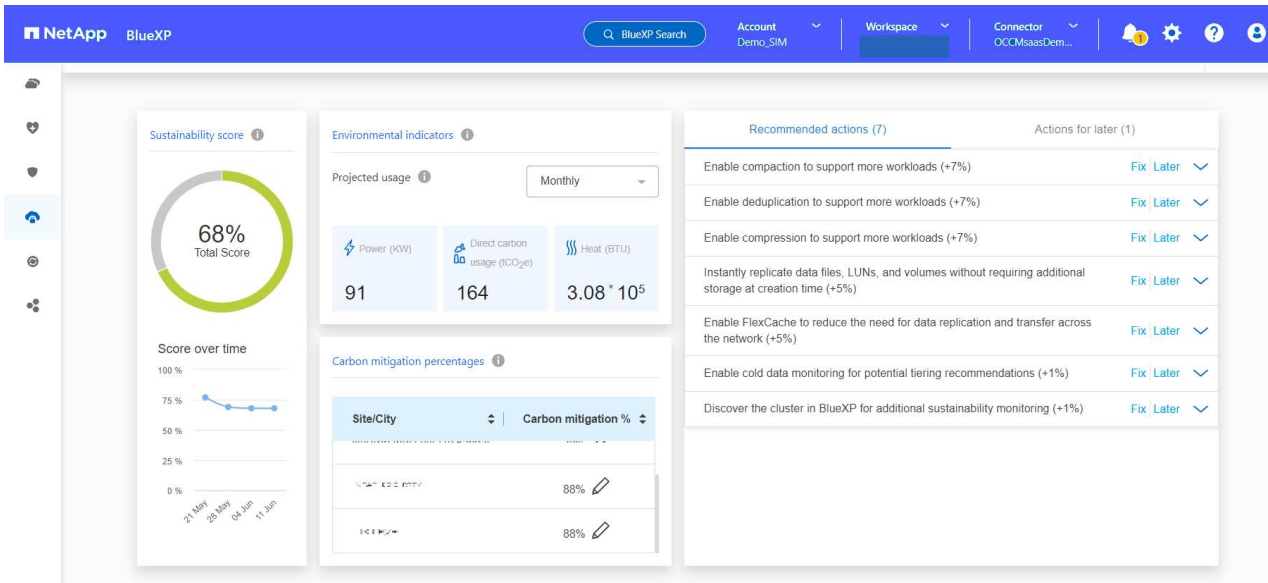 NetApp BlueXP
BlueXP Search
Account
Demo_SIM
Workspace
Connector
OCCMsaasDem...
1
Sustainability score
68%
Total Score
Score over time
100 %
75 %
50 %
25 %
0 %
21 May
28 May
04 Jun
11 Jun
Environmental indicators
Projected usage
Monthly
Power (KW)
91
Direct carbon
usage (tCO2e)
164
Heat (BTU)
3.08 * 10⁵
Carbon mitigation percentages
Site/City
Carbon mitigation %
88%
88%
Recommended actions (7)
Actions for later (1)
Enable compaction to support more workloads (+7%)
Fix Later
Enable deduplication to support more workloads (+7%)
Fix Later
Enable compression to support more workloads (+7%)
Fix Later
Instantly replicate data files, LUNs, and volumes without requiring additional
storage at creation time (+5%)
Fix Later
Enable FlexCache to reduce the need for data replication and transfer across
the network (+5%)
Fix Later
Enable cold data monitoring for potential tiering recommendations (+1%)
Fix Later
Discover the cluster in BlueXP for additional sustainability monitoring (+1%)
Fix Later